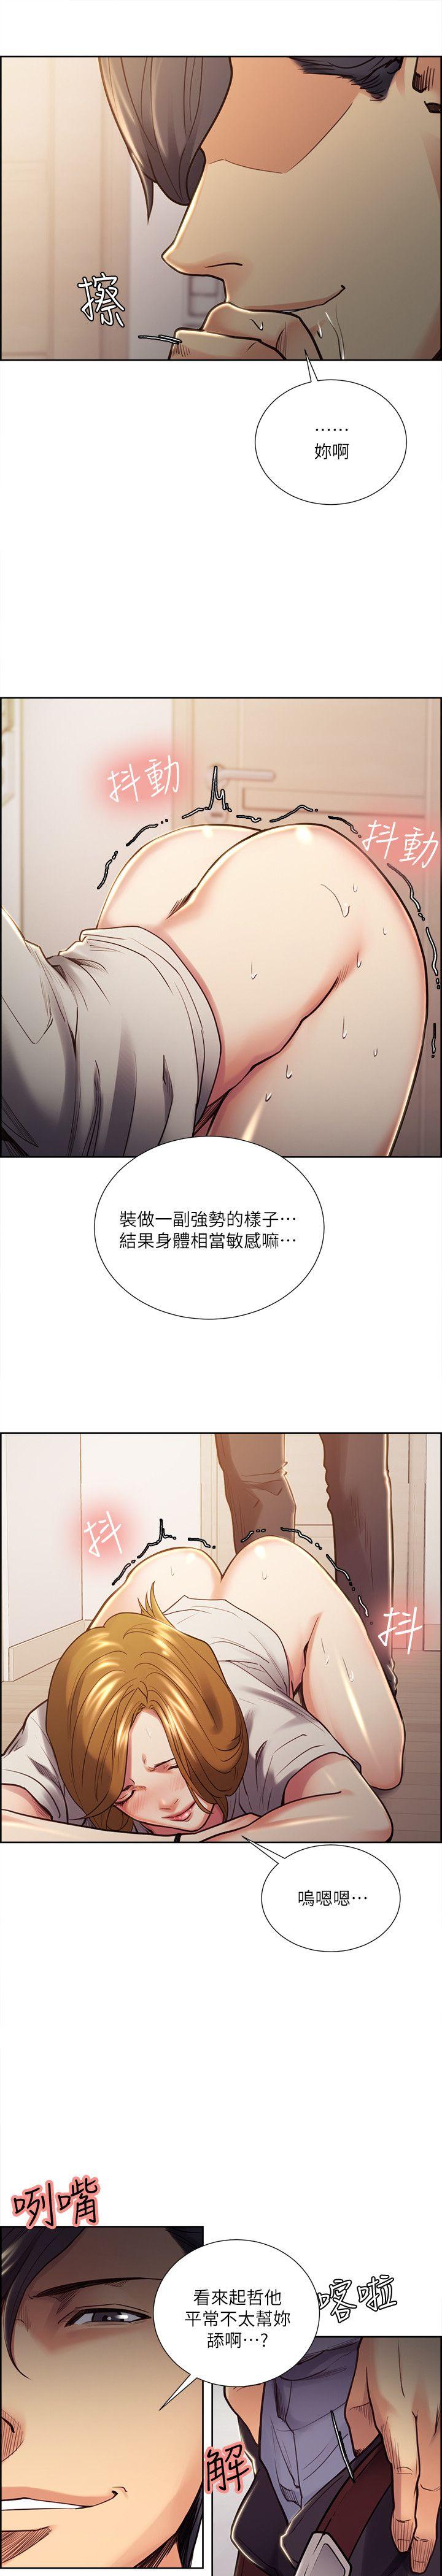 擦
……
妳啊
抖動
抖動
裝做一副強勢的樣子…
結果身體相當敏感嘛…
抖
抖
嗚嗯嗯…
咧嘴
看來起哲他
平常不太幫妳
舔啊…?
喀啦
解